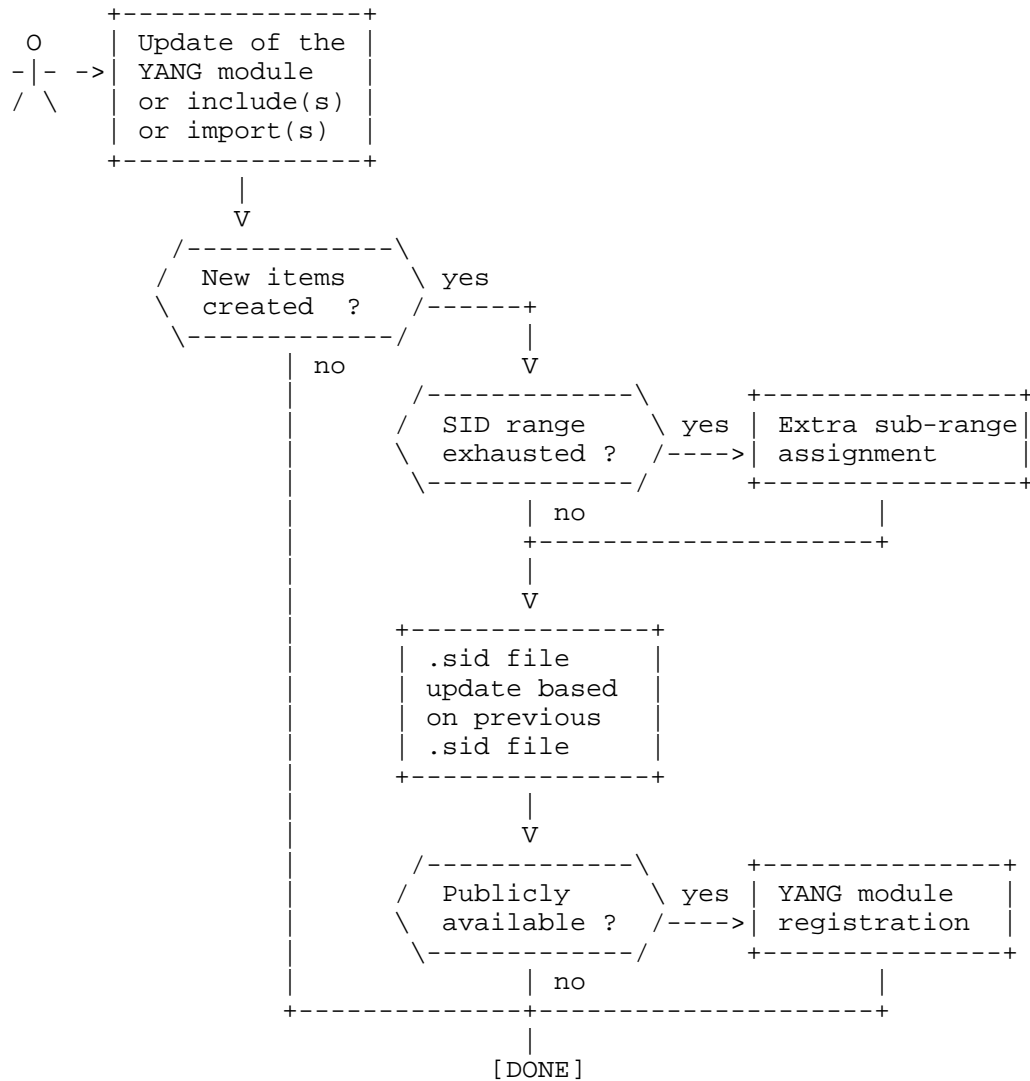 Update of the
YANG module
or include(s)
or import(s)
New items
created ?
yes
no
SID range
exhausted ?
yes
Extra sub-range
assignment
no
.sid file
update based
on previous
.sid file
Publicly
available ?
yes
YANG module
registration
no
[DONE]